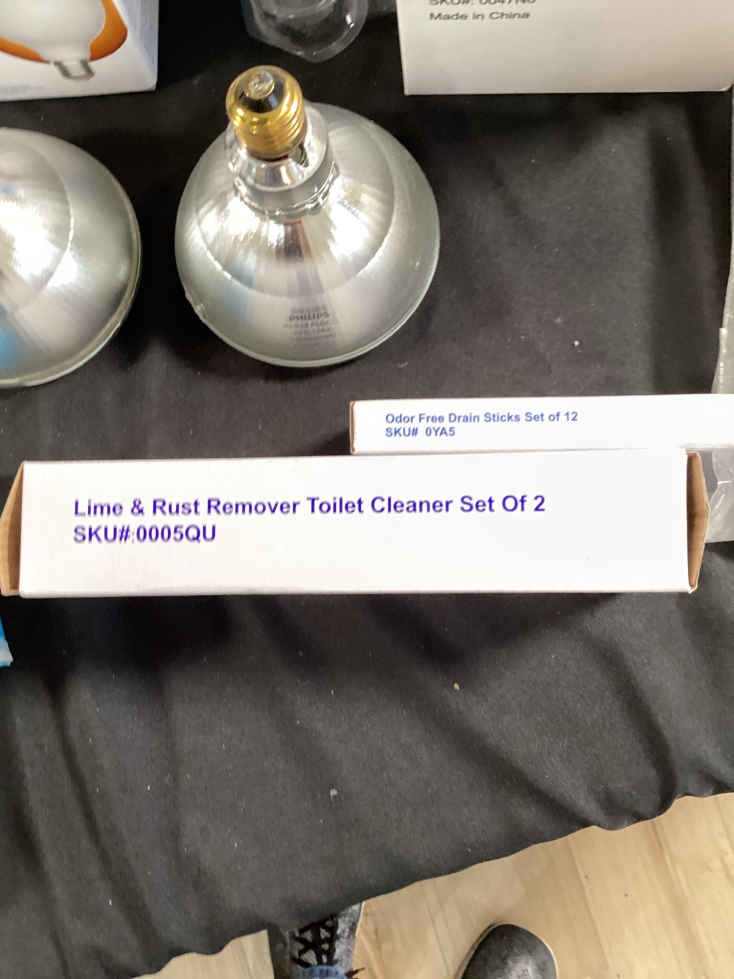 Made in China
PHILIPS
Odor Free Drain Sticks Set of 12
SKU# 0YA5
Lime & Rust Remover Toilet Cleaner Set Of 2
SKU#:0005QU